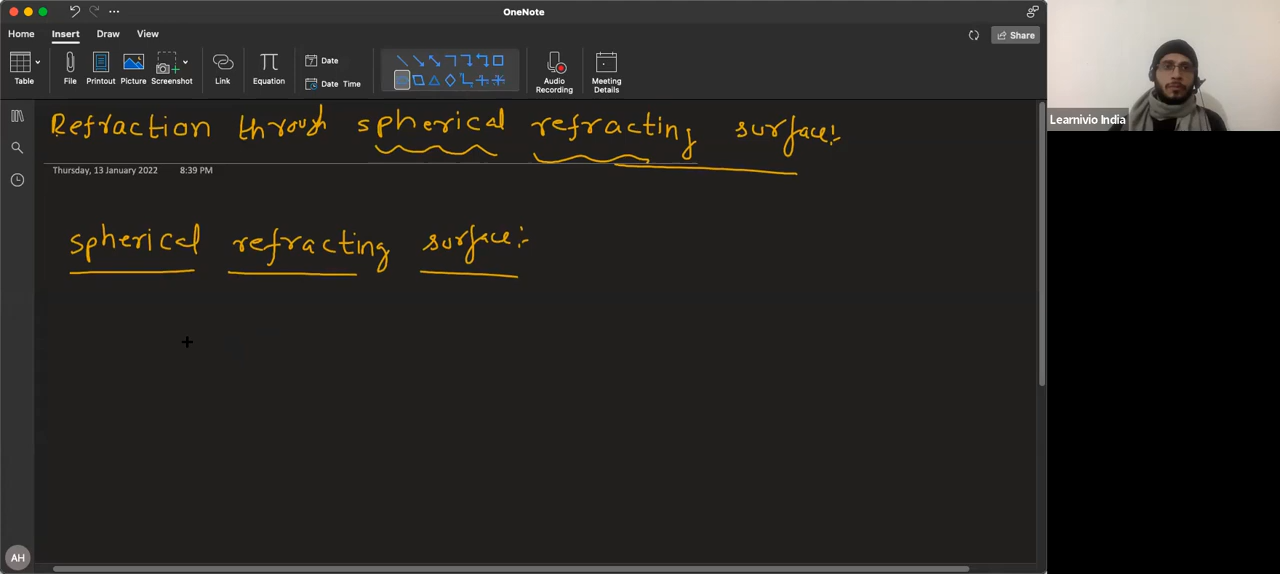 OneNote
Home Insert Draw View
Share
Table File Printout Picture Screenshot Link Equation Date Date Time Audio Recording Meeting Details
Learnivio India
Refraction through spherical refracting surface:-
Thursday, 13 January 2022 8:39 PM
spherical refracting surface:-
AH